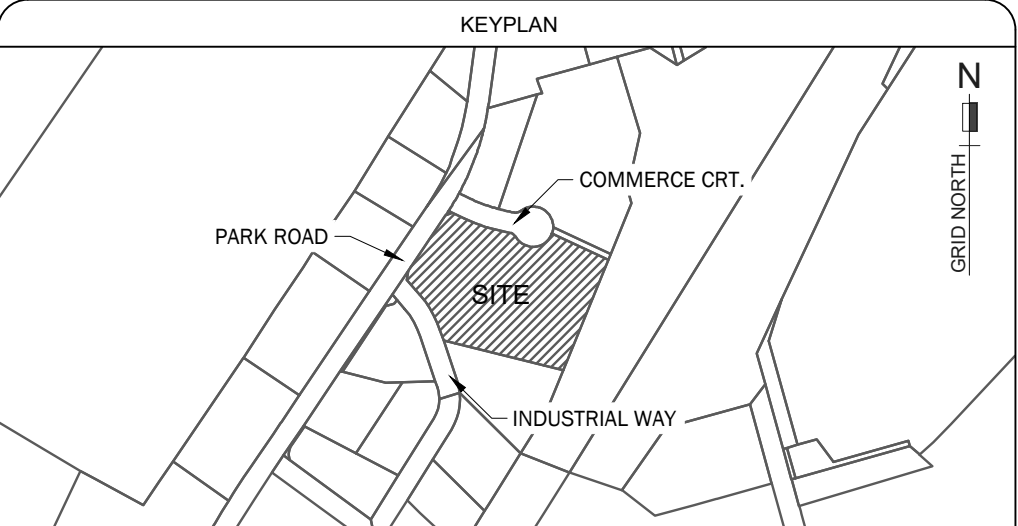 KEYPLAN
N
GRID NORTH
COMMERCE CRT.
PARK ROAD
SITE
INDUSTRIAL WAY